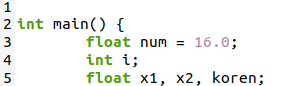 1
2 int main() {
3 float num = 16.0;
4 int i;
5 float x1, x2, koren;